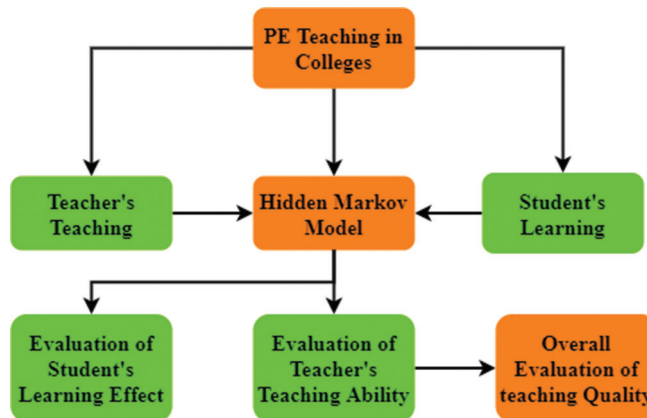 PE Teaching in
Colleges
Teacher's
Teaching
Hidden Markov
Model
Student's
Learning
Evaluation of
Student's
Learning Effect
Evaluation of
Teacher's
Teaching Ability
Overall
Evaluation of
teaching Quality